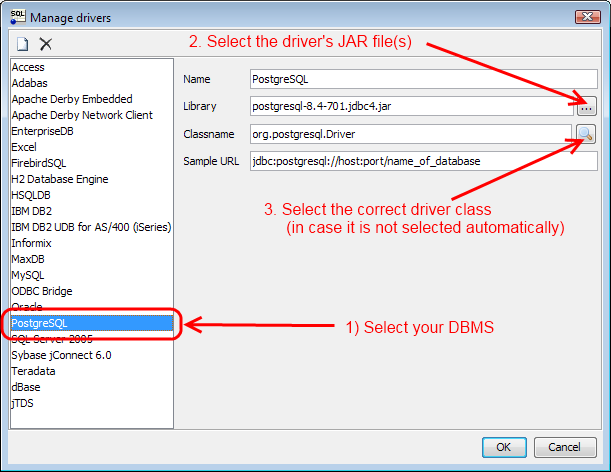 SQL Manage drivers
2. Select the driver's JAR file(s)
Access
Adabas
Apache Derby Embedded
Apache Derby Network Client
EnterpriseDB
Excel
FirebirdSQL
H2 Database Engine
HSQLDB
IBM DB2
IBM DB2 UDB for AS/400 (iSeries)
Informix
MaxDB
MySQL
ODBC Bridge
Oracle
PostgreSQL
SQL Server 2005
Sybase jConnect 6.0
Teradata
dBase
jTDS
Name PostgreSQL
Library postgresql-8.4-701.jdbc4.jar ...
Classname org.postgresql.Driver
Sample URL jdbc:postgresql://host:port/name_of_database
3. Select the correct driver class
(in case it is not selected automatically)
1) Select your DBMS
OK Cancel